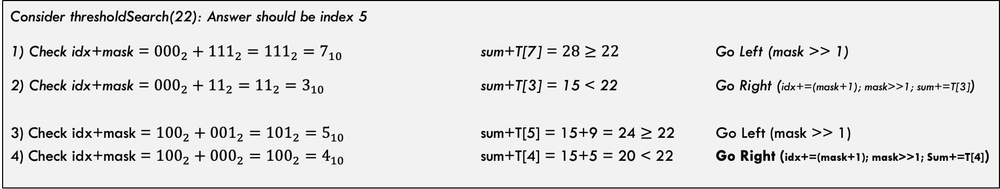 Consider thresholdSearch(22): Answer should be index 5
1) Check idx+mask = 000₂ + 111₂ = 111₂ = 7₁₀ sum+T[7] = 28 ≥ 22 Go Left (mask >> 1)
2) Check idx+mask = 000₂ + 11₂ = 11₂ = 3₁₀ sum+T[3] = 15 < 22 Go Right (idx+=(mask+1); mask>>1; sum+=T[3])
3) Check idx+mask = 100₂ + 001₂ = 101₂ = 5₁₀ sum+T[5] = 15+9 = 24 ≥ 22 Go Left (mask >> 1)
4) Check idx+mask = 100₂ + 000₂ = 100₂ = 4₁₀ sum+T[4] = 15+5 = 20 < 22 Go Right (idx+=(mask+1); mask>>1; Sum+=T[4])